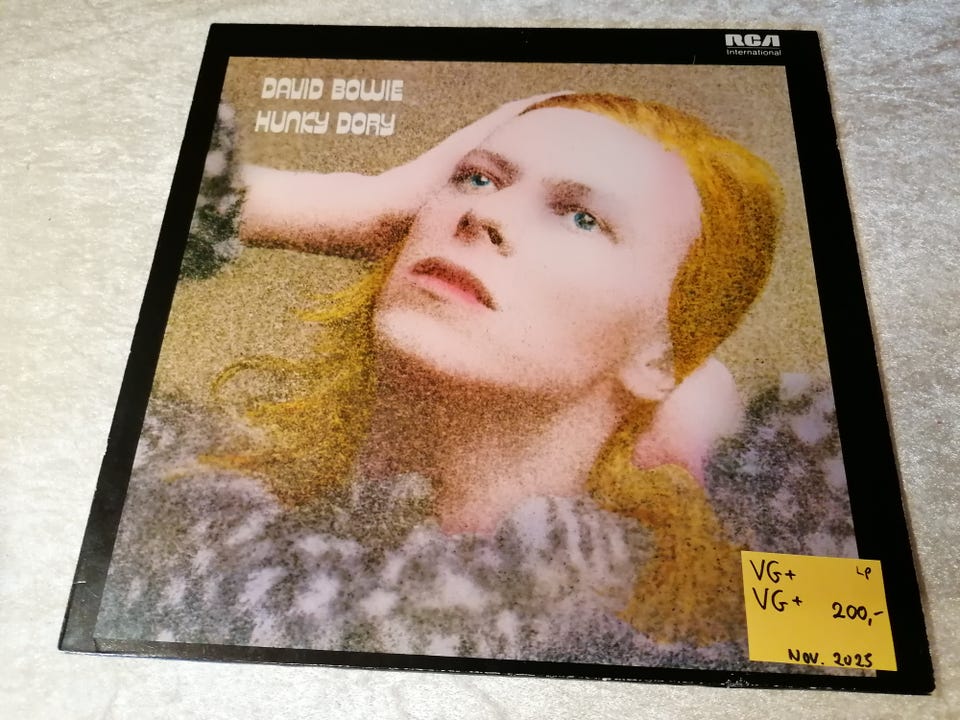 RCA
International
DAVID BOWIE
HUNKY DORY
VG+ LP
VG+ 200,-
NOV. 2025